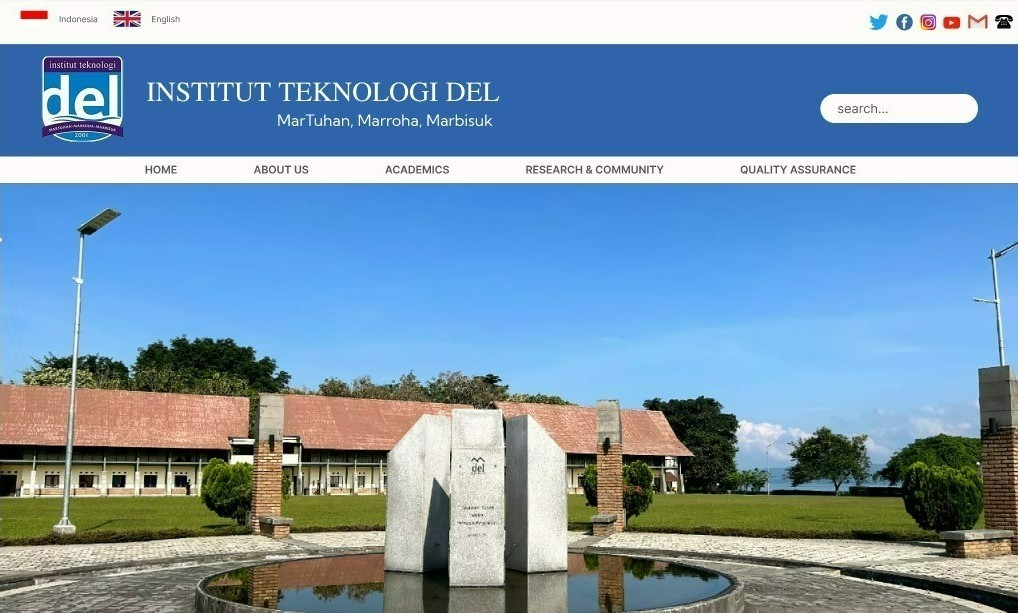 Indonesia English
institut teknologi
del
MARTUHAN-MARROHA-MARBISUK
2001
INSTITUT TEKNOLOGI DEL
MarTuhan, Marroha, Marbisuk
search...
HOME ABOUT US ACADEMICS RESEARCH & COMMUNITY QUALITY ASSURANCE
del